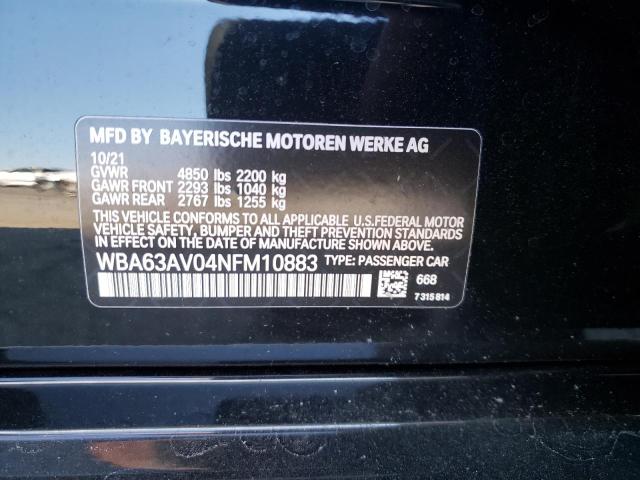 MFD BY BAYERISCHE MOTOREN WERKE AG
10/21
GVWR 4850 lbs 2200 kg
GAWR FRONT 2293 lbs 1040 kg
GAWR REAR 2767 lbs 1255 kg
THIS VEHICLE CONFORMS TO ALL APPLICABLE U.S.FEDERAL MOTOR
VEHICLE SAFETY, BUMPER AND THEFT PREVENTION STANDARDS
IN EFFECT ON THE DATE OF MANUFACTURE SHOWN ABOVE.
WBA63AV04NFM10883 TYPE: PASSENGER CAR
668
7315814